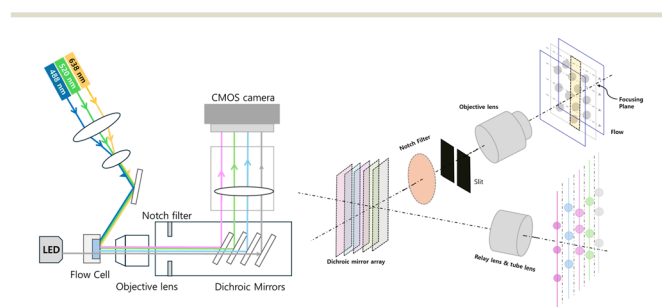 638 nm
520 nm
488 nm
CMOS camera
Notch filter
LED
Flow Cell
Objective lens
Dichroic Mirrors
Objective lens
Focusing
Plane
Flow
Notch Filter
Slit
Dichroic mirror array
Relay lens & tube lens